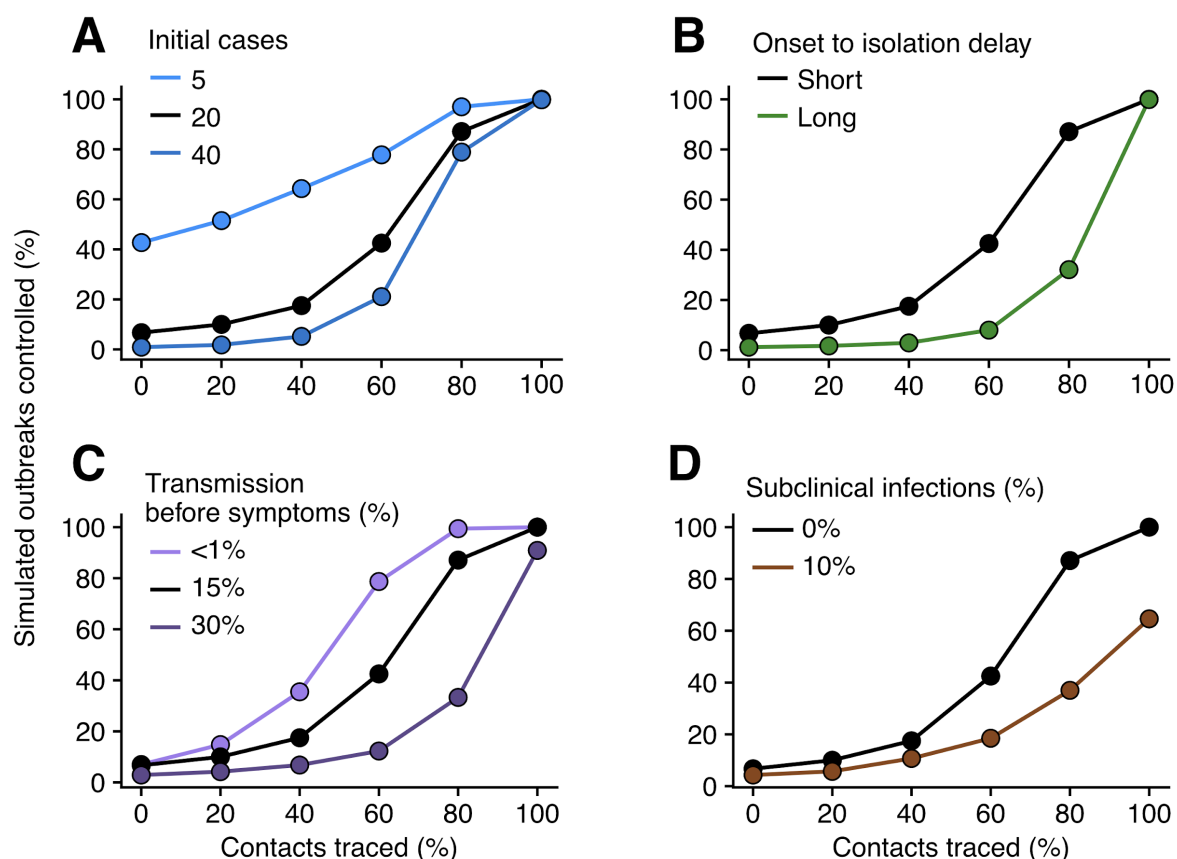 A
Initial cases
5
20
40
100
80
60
40
20
0
0 20 40 60 80 100
B
Onset to isolation delay
Short
Long
100
80
60
40
20
0
0 20 40 60 80 100
Simulated outbreaks controlled (%)
C
Transmission
before symptoms (%)
<1%
15%
30%
100
80
60
40
20
0
0 20 40 60 80 100
Contacts traced (%)
D
Subclinical infections (%)
0%
10%
100
80
60
40
20
0
0 20 40 60 80 100
Contacts traced (%)